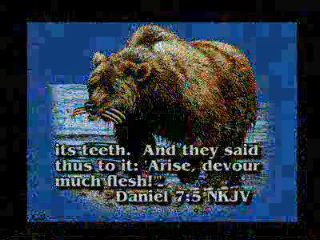 its teeth.  And they said
thus to it: 'Arise, devour
much flesh!'"
Daniel 7:5 NKJV